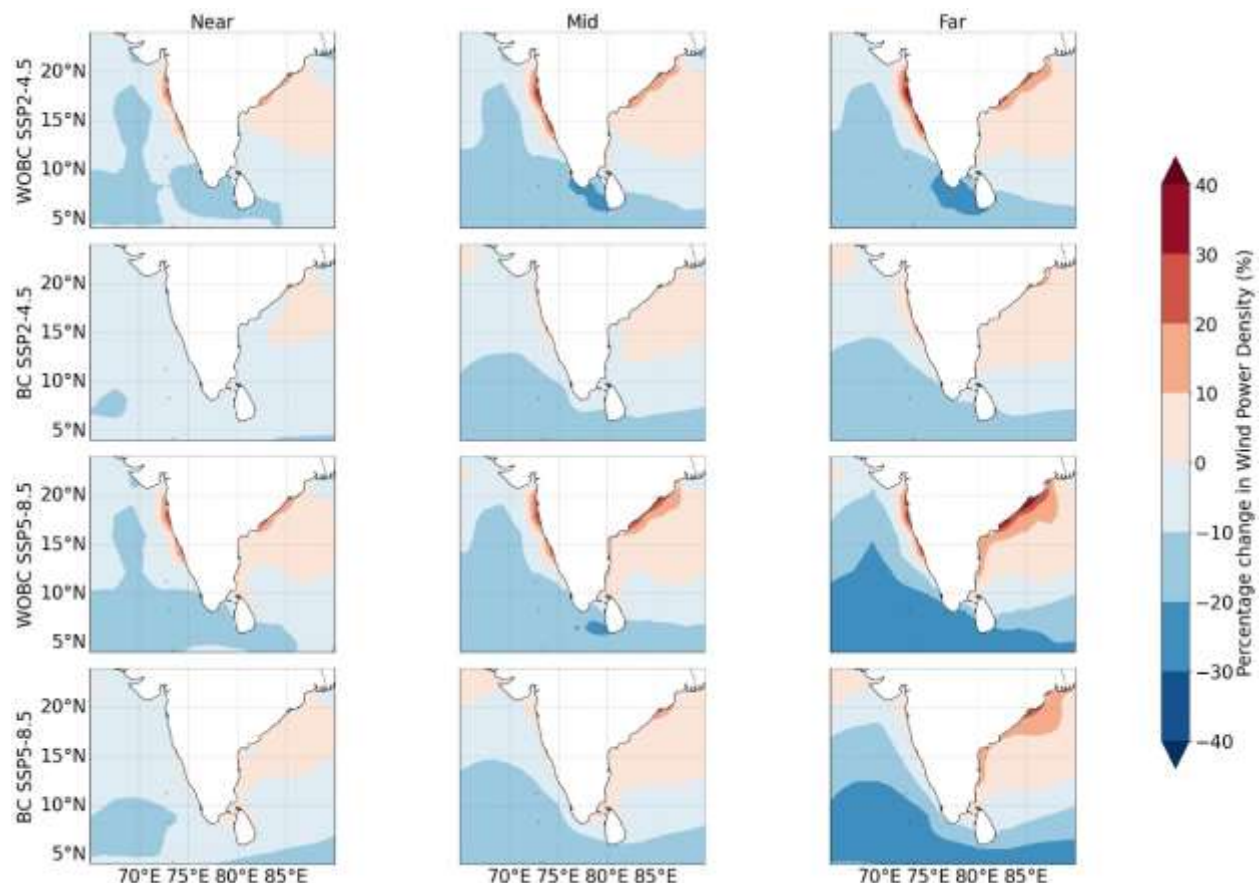 Near Mid Far
WOBC SSP2-4.5
20°N
15°N
10°N
5°N
BC SSP2-4.5
20°N
15°N
10°N
5°N
WOBC SSP5-8.5
20°N
15°N
10°N
5°N
BC SSP5-8.5
20°N
15°N
10°N
5°N
70°E 75°E 80°E 85°E 70°E 75°E 80°E 85°E 70°E 75°E 80°E 85°E
40
30
20
10
0
−10
−20
−30
−40
Percentage change in Wind Power Density (%)